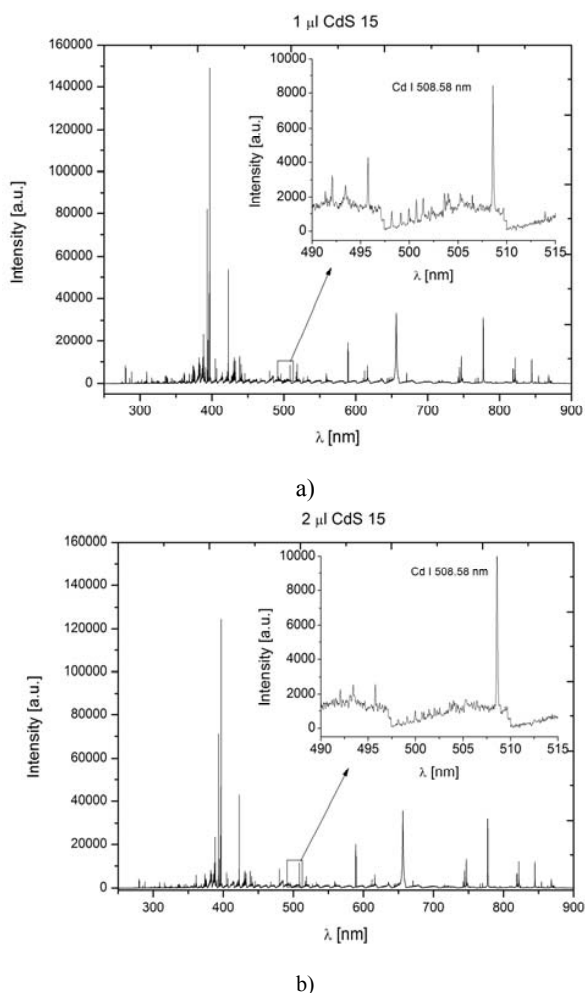 1 μl CdS 15
160000
140000
120000
100000
80000
60000
40000
20000
0
Intensity [a.u.]
300 400 500 600 700 800 900
λ [nm]
10000
8000
6000
4000
2000
0
Intensity [a.u.]
Cd I 508.58 nm
490 495 500 505 510 515
λ [nm]
a)
2 μl CdS 15
160000
140000
120000
100000
80000
60000
40000
20000
0
Intensity [a.u.]
300 400 500 600 700 800 900
λ [nm]
10000
8000
6000
4000
2000
0
Intensity [a.u.]
Cd I 508.58 nm
490 495 500 505 510 515
λ [nm]
b)